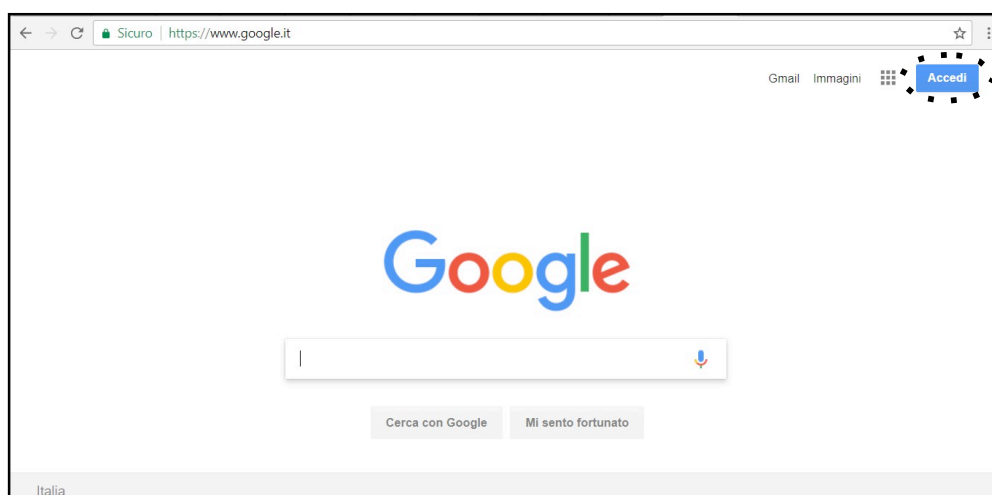 Sicuro https://www.google.it
Gmail Immagini Accedi
Google
Cerca con Google Mi sento fortunato
Italia